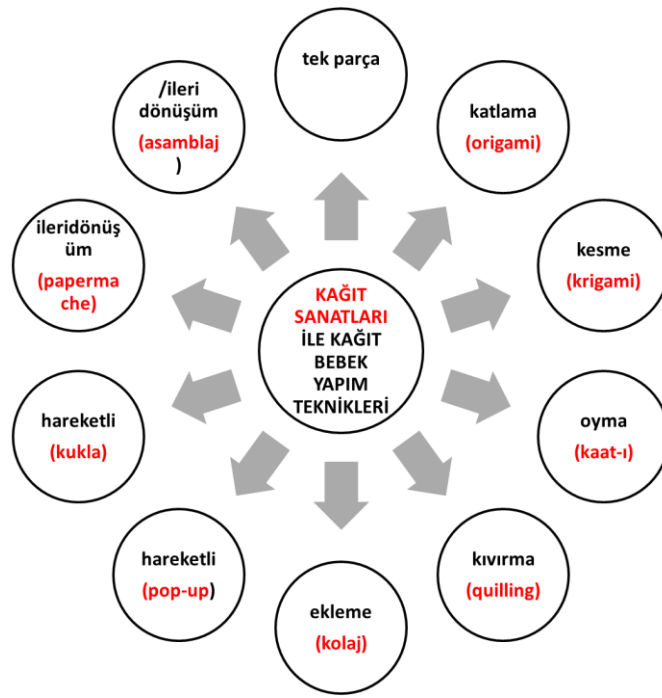 tek parça
katlama
(origami)
kesme
(krigami)
oyma
(kaat-ı)
kıvırma
(quilling)
ekleme
(kolaj)
hareketli
(pop-up)
hareketli
(kukla)
ileridönüş
üm
(paperma
che)
/ileri
dönüşüm
(asamblaj
)
KAĞIT
SANATLARI
İLE KAĞIT
BEBEK
YAPIM
TEKNİKLERİ